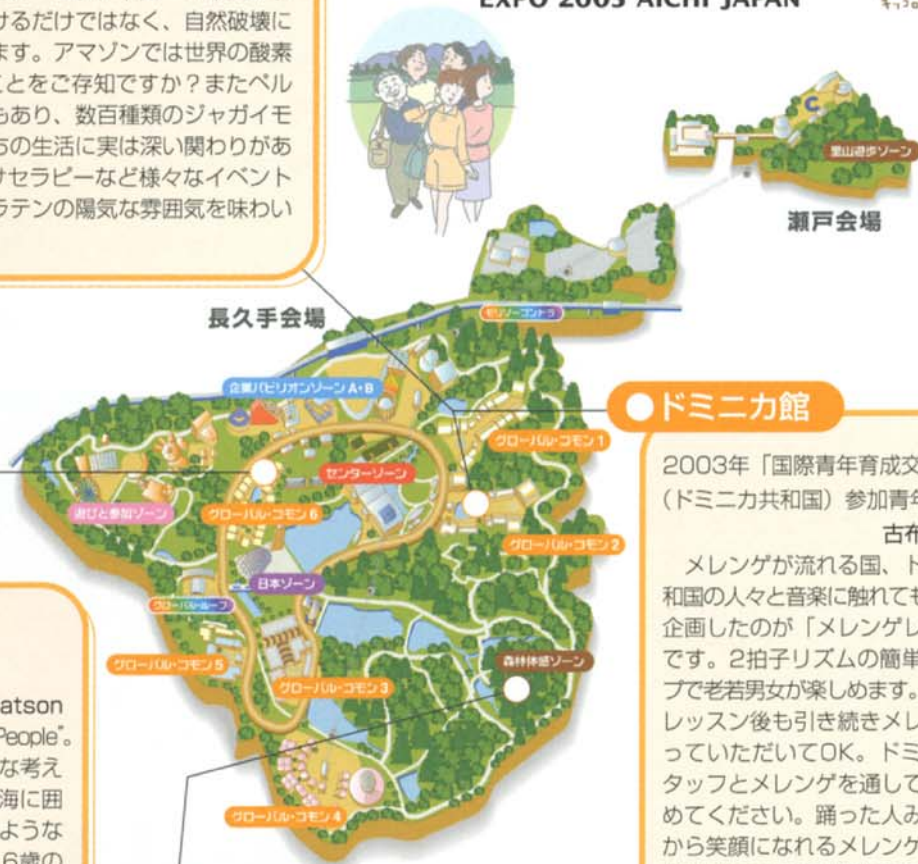 EXPO 2005 AICHI JAPAN
けるだけではなく、自然破壊に
ます。アマゾンでは世界の酸素
ことをご存知ですか？またペル
もあり、数百種類のジャガイモ
ちの生活に実は深い関わりがあ
サセラピーなど様々なイベント
ラテンの陽気な雰囲気を味わい
C
里山遊歩ゾーン
瀬戸会場
長久手会場
モリゾーゴンドラ
企業パビリオンゾーンA・B
グローバル・コモン1
センターゾーン
遊びと参加ゾーン
グローバル・コモン6
グローバル・コモン2
日本ゾーン
グローバル・ループ
グローバル・コモン5
グローバル・コモン3
森林体感ゾーン
グローバル・コモン4
●ドミニカ館
2003年「国際青年育成交
（ドミニカ共和国）参加青年
古布
メレンゲが流れる国、ド
和国の人々と音楽に触れても
企画したのが「メレンゲレ
です。2拍子リズムの簡単
プで老若男女が楽しめます。
レッスン後も引き続きメレ
っていただいてOK。ドミ
タッフとメレンゲを通して
めてください。踊った人み
から笑顔になれるメレンゲ
atson
People”.
な考え
海に囲
ような
6歳の